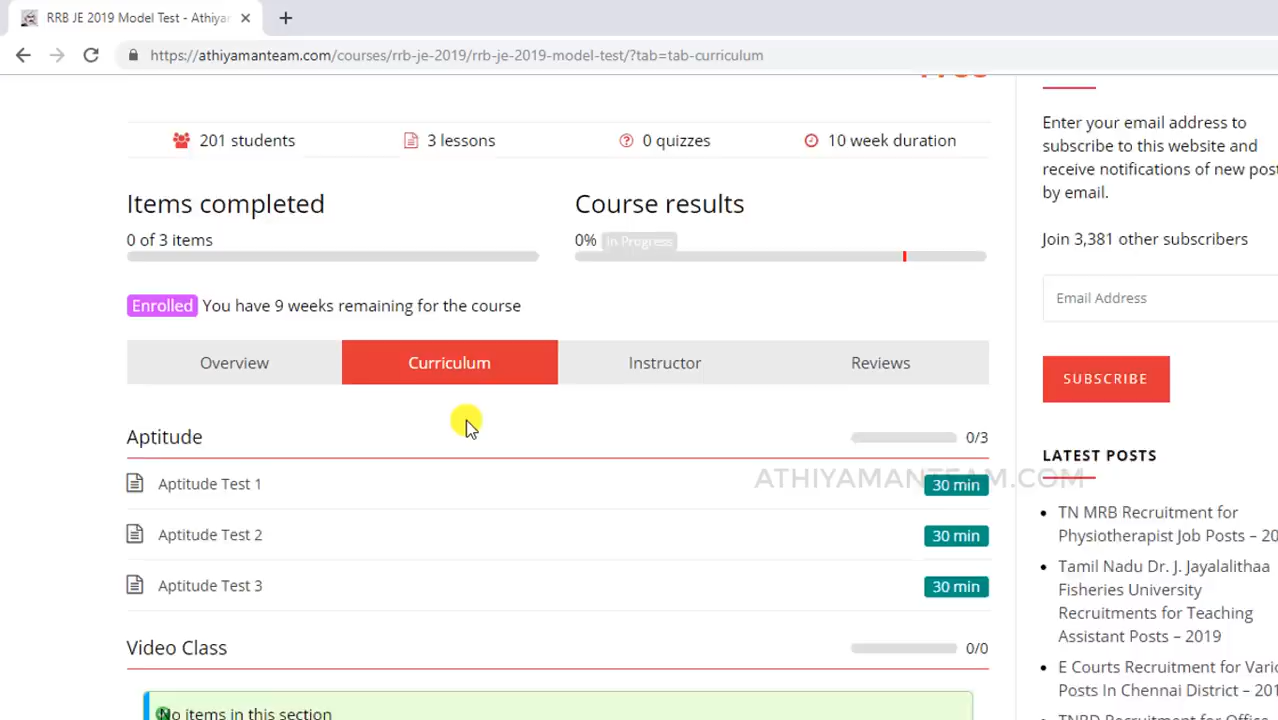 RRB JE 2019 Model Test - Athiya
https://athiyamanteam.com/courses/rrb-je-2019/rrb-je-2019-model-test/?tab=tab-curriculum
201 students
3 lessons
0 quizzes
10 week duration
Items completed
Course results
0 of 3 items
0% In Progress
Enrolled You have 9 weeks remaining for the course
Overview
Curriculum
Instructor
Reviews
Aptitude
0/3
Aptitude Test 1
30 min
Aptitude Test 2
30 min
Aptitude Test 3
30 min
Video Class
0/0
No items in this section
ATHIYAMANTEAM.COM
Enter your email address to
subscribe to this website and
receive notifications of new post
by email.
Join 3,381 other subscribers
Email Address
SUBSCRIBE
LATEST POSTS
TN MRB Recruitment for
Physiotherapist Job Posts – 20
Tamil Nadu Dr. J. Jayalalithaa
Fisheries University
Recruitments for Teaching
Assistant Posts – 2019
E Courts Recruitment for Vario
Posts In Chennai District – 201